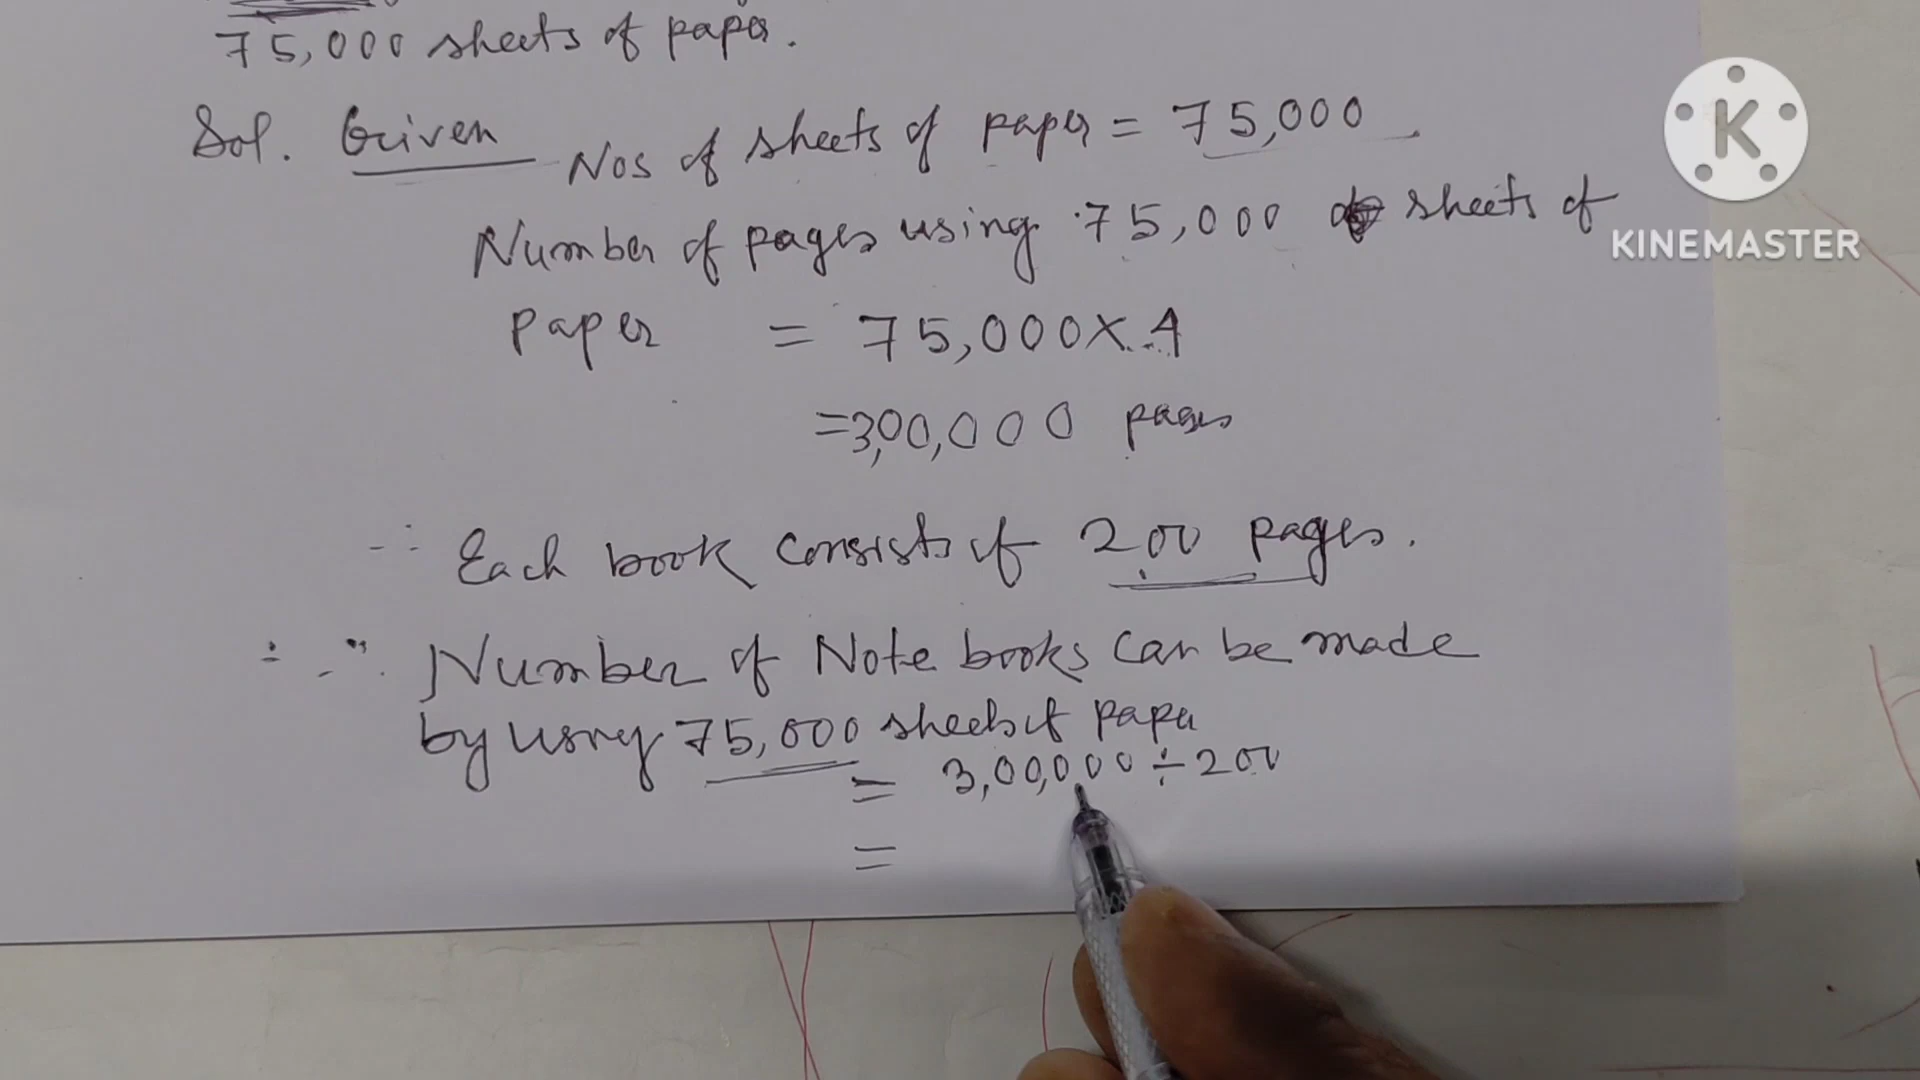 75,000 sheets of paper.
Sol. Given Nos of sheets of paper = 75,000
Number of pages using 75,000 sheets of
paper = 75,000 × 4
= 3,00,000 pages
∵ Each book consists of 200 pages.
∴ Number of Note books can be made
by using 75,000 sheets of paper
= 3,00,000 ÷ 200
=
K
KINEMASTER